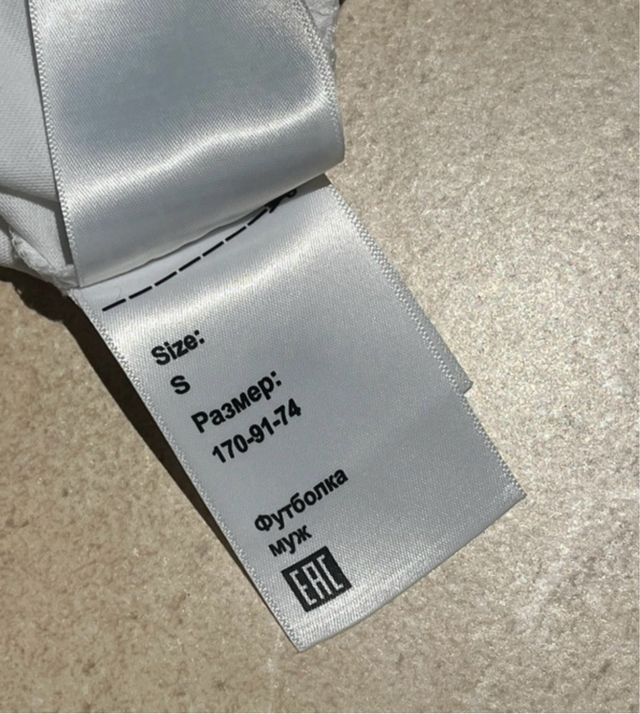 Size:
S
Размер:
170-91-74
Футболка
муж
EAC